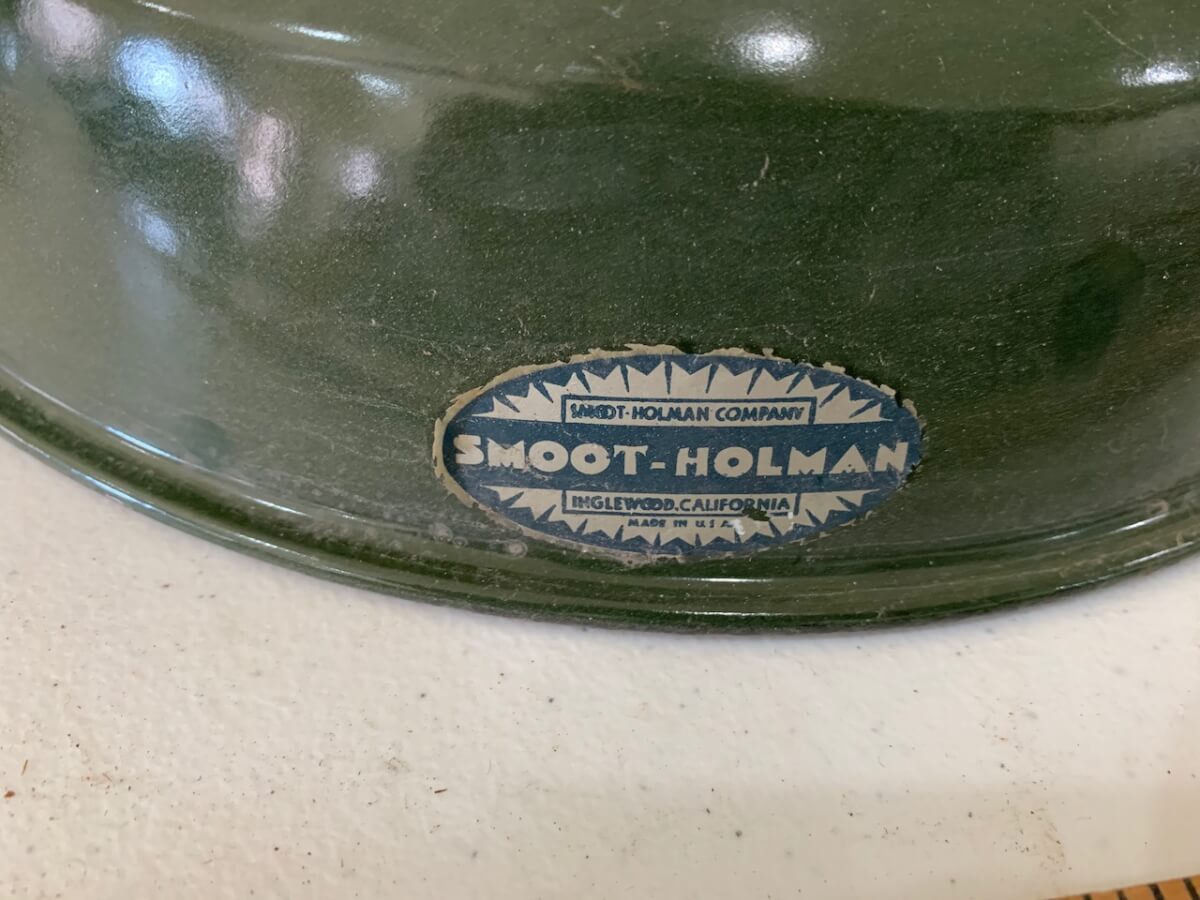 SMOOT-HOLMAN COMPANY
SMOOT-HOLMAN
INGLEWOOD, CALIFORNIA
MADE IN U.S.A.